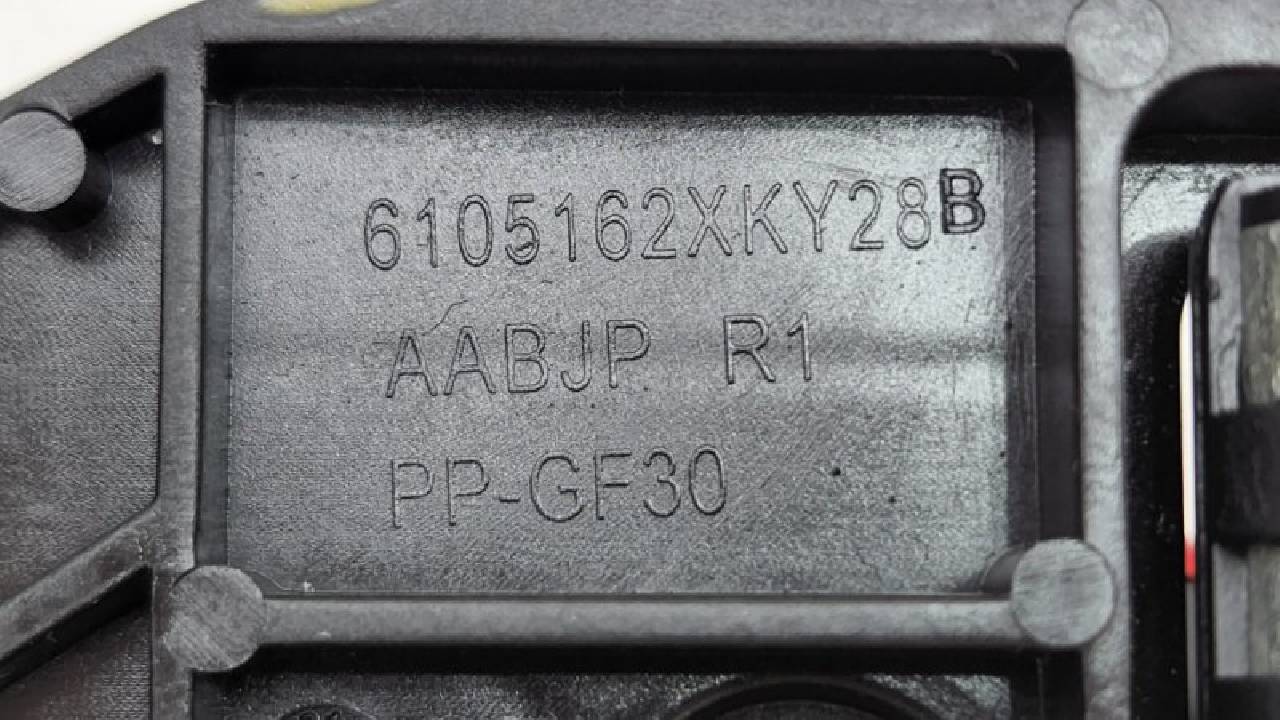 6105162XKY28B
AABJP R1
PP-GF30